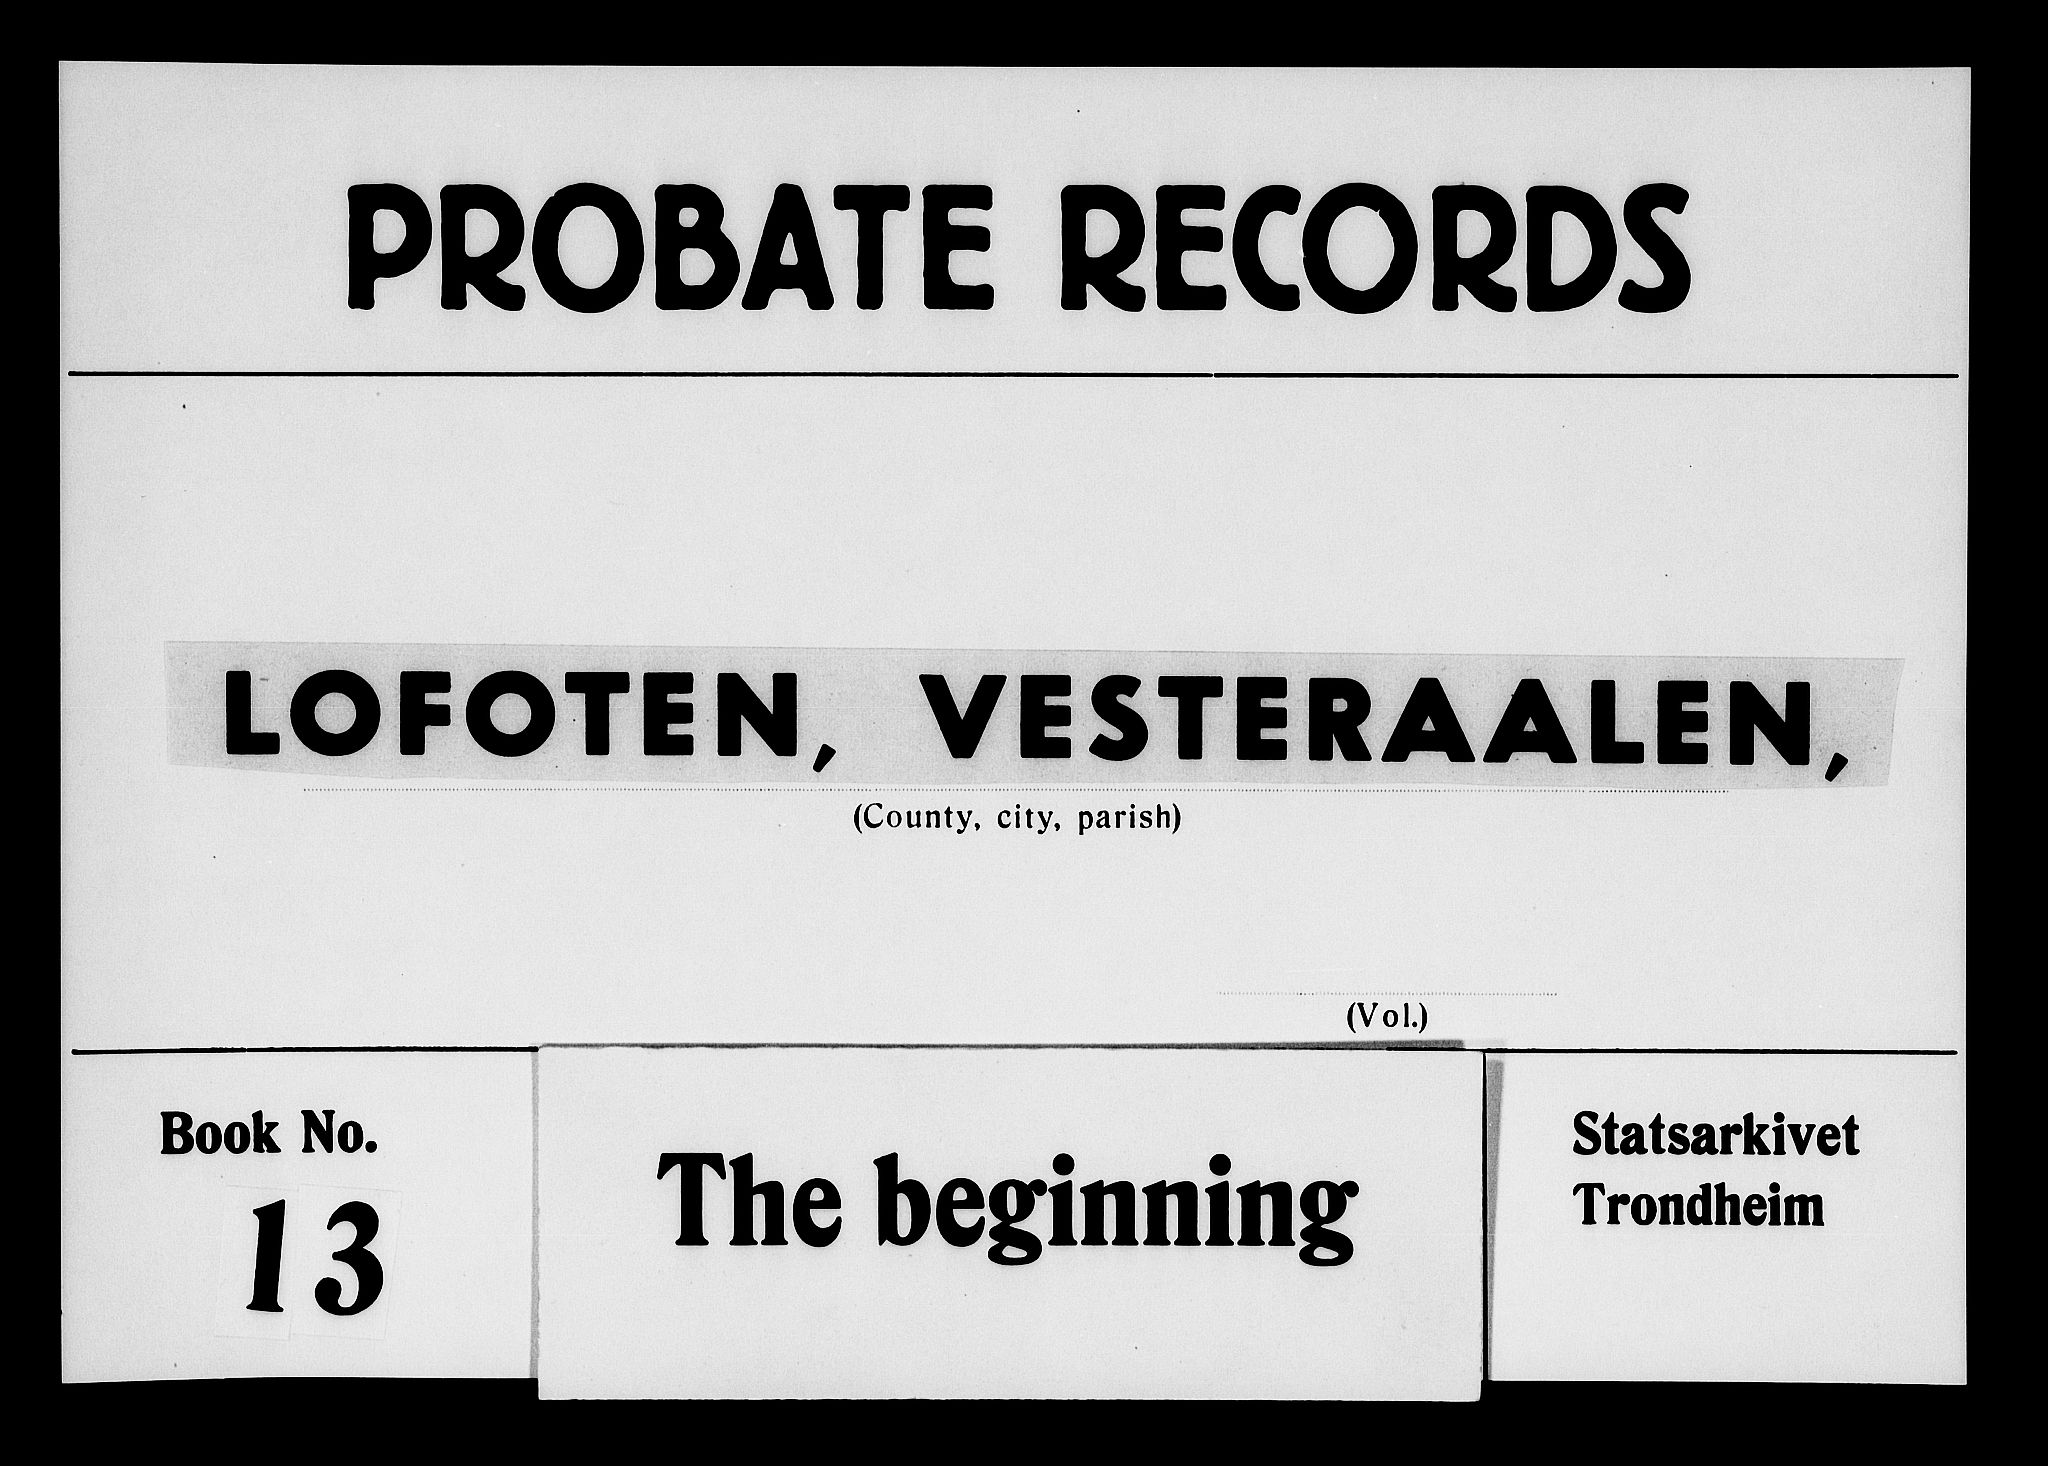 PROBATE RECORDS
LOFOTEN, VESTERAALEN,
(County, city, parish)
(Vol.)
Book No.
13
The beginning
Statsarkivet
Trondheim